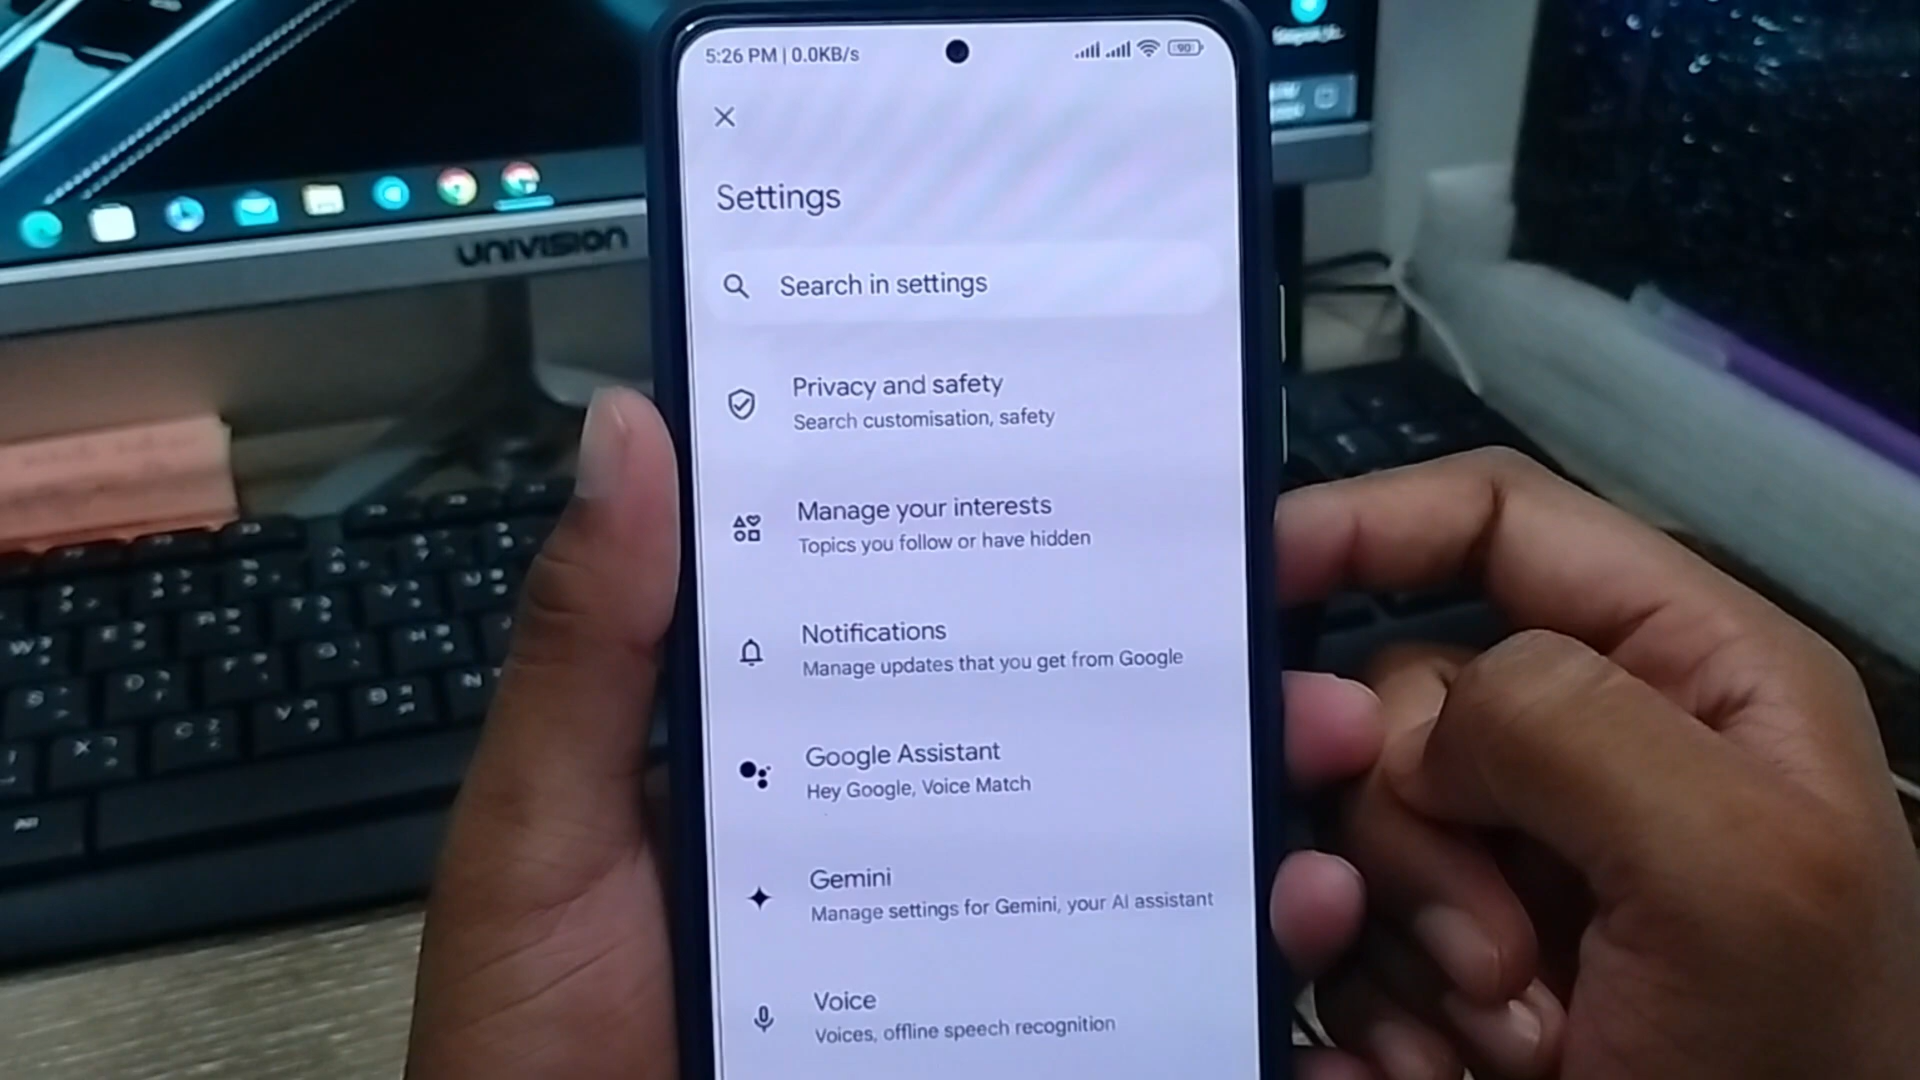 5:26 PM | 0.0KB/s
90
Settings
Search in settings
Privacy and safety
Search customisation, safety
Manage your interests
Topics you follow or have hidden
Notifications
Manage updates that you get from Google
Google Assistant
Hey Google, Voice Match
Gemini
Manage settings for Gemini, your AI assistant
Voice
Voices, offline speech recognition
UNIVISION
W
E
S
D
F
G
H
X
C
V
B
N
Alt